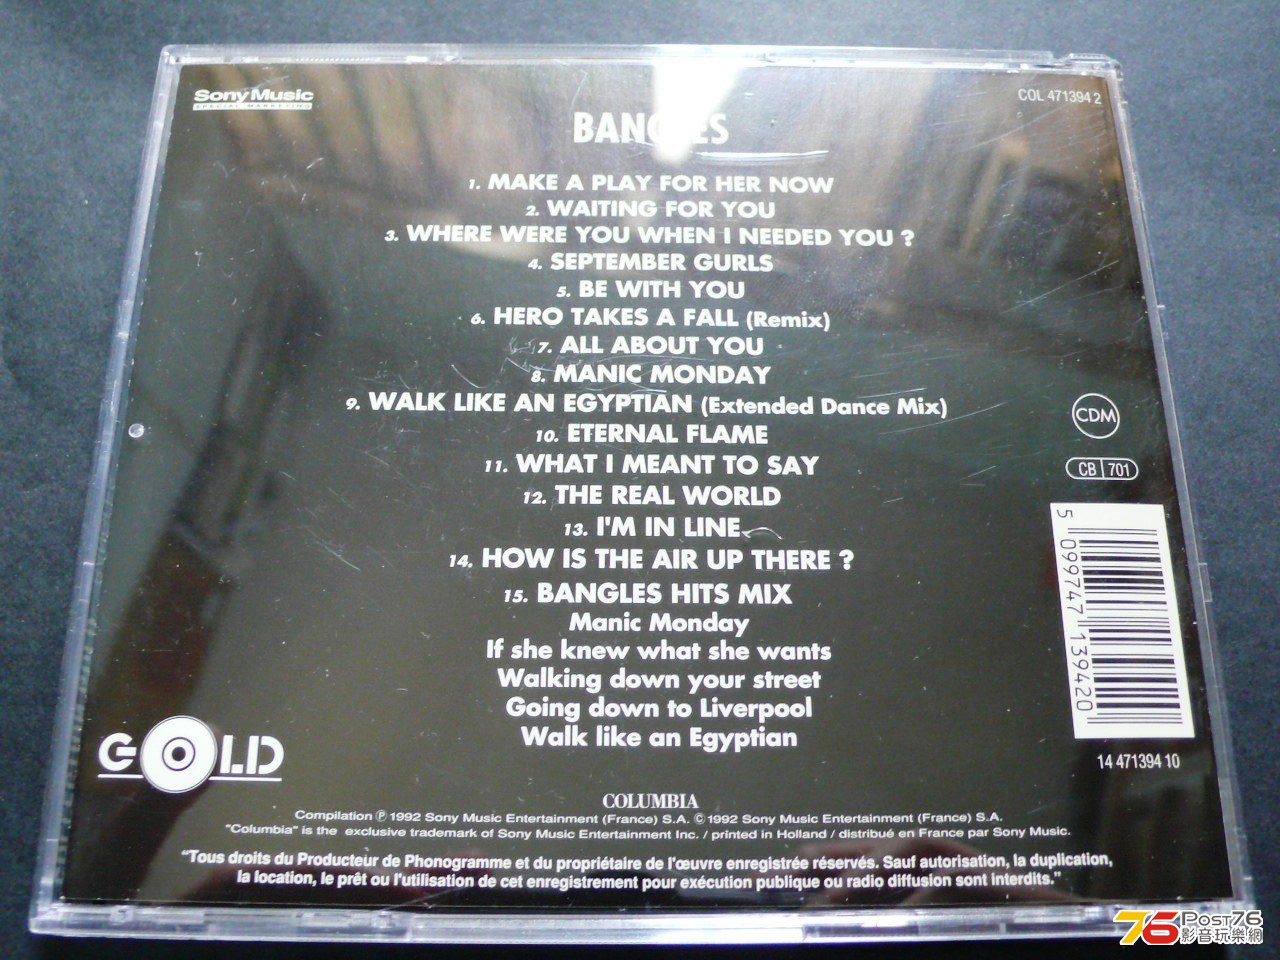 Sony Music
SPECIAL MARKETING
COL 471394 2
BANGLES
1. MAKE A PLAY FOR HER NOW
2. WAITING FOR YOU
3. WHERE WERE YOU WHEN I NEEDED YOU ?
4. SEPTEMBER GURLS
5. BE WITH YOU
6. HERO TAKES A FALL (Remix)
7. ALL ABOUT YOU
8. MANIC MONDAY
9. WALK LIKE AN EGYPTIAN (Extended Dance Mix)
10. ETERNAL FLAME
11. WHAT I MEANT TO SAY
12. THE REAL WORLD
13. I'M IN LINE
14. HOW IS THE AIR UP THERE ?
15. BANGLES HITS MIX
Manic Monday
If she knew what she wants
Walking down your street
Going down to Liverpool
Walk like an Egyptian
CDM
CB 701
5 099747 139420
14 471394 10
GOLD
COLUMBIA
Compilation ℗ 1992 Sony Music Entertainment (France) S.A. © 1992 Sony Music Entertainment (France) S.A.
"Columbia" is the exclusive trademark of Sony Music Entertainment Inc. / printed in Holland / distribué en France par Sony Music.
"Tous droits du Producteur de Phonogramme et du propriétaire de l'œuvre enregistrée réservés. Sauf autorisation, la duplication,
la location, le prêt ou l'utilisation de cet enregistrement pour exécution publique ou radio diffusion sont interdits."
76 POST76
影音玩樂網